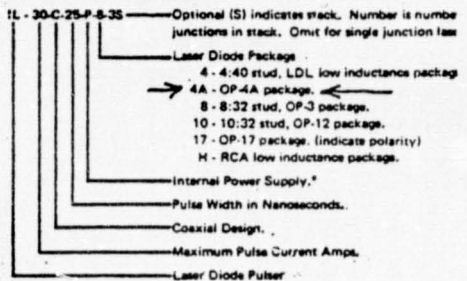 IL - 30-C-25-P-8-3S Optional (S) indicates stack. Number is numbe
junctions in stack. Omit for single junction lase
Laser Diode Package
4 - 4:40 stud, LDL low inductance packag
4A - OP-4A package.
8 - 8:32 stud, OP-3 package.
10 - 10:32 stud, OP-12 package.
17 - OP-17 package. (indicate polarity)
H - RCA low inductance package.
Internal Power Supply.*
Pulse Width in Nanoseconds.
Coaxial Design.
Maximum Pulse Current Amps.
Laser Diode Pulser